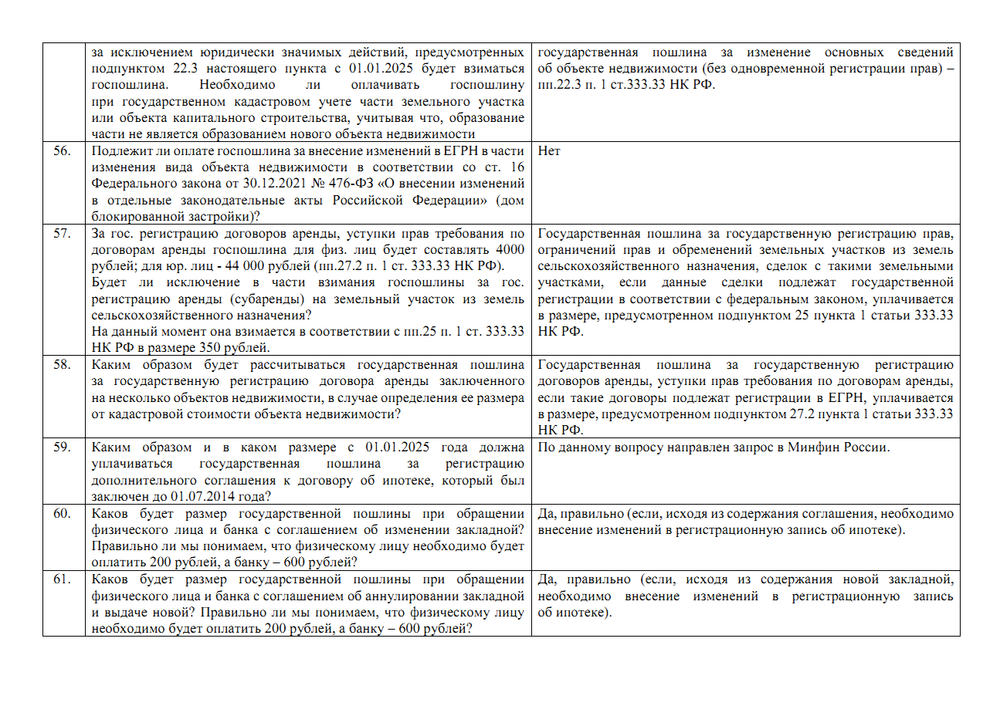 за исключением юридически значимых действий, предусмотренных
подпунктом 22.3 настоящего пункта с 01.01.2025 будет взиматься
госпошлина. Необходимо ли оплачивать госпошлину
при государственном кадастровом учете части земельного участка
или объекта капитального строительства, учитывая что, образование
части не является образованием нового объекта недвижимости
государственная пошлина за изменение основных сведений
об объекте недвижимости (без одновременной регистрации прав) –
пп.22.3 п. 1 ст.333.33 НК РФ.
56.
Подлежит ли оплате госпошлина за внесение изменений в ЕГРН в части
изменения вида объекта недвижимости в соответствии со ст. 16
Федерального закона от 30.12.2021 № 476-ФЗ «О внесении изменений
в отдельные законодательные акты Российской Федерации» (дом
блокированной застройки)?
Нет
57.
За гос. регистрацию договоров аренды, уступки прав требования по
договорам аренды госпошлина для физ. лиц будет составлять 4000
рублей; для юр. лиц - 44 000 рублей (пп.27.2 п. 1 ст. 333.33 НК РФ).
Будет ли исключение в части взимания госпошлины за гос.
регистрацию аренды (субаренды) на земельный участок из земель
сельскохозяйственного назначения?
На данный момент она взимается в соответствии с пп.25 п. 1 ст. 333.33
НК РФ в размере 350 рублей.
Государственная пошлина за государственную регистрацию прав,
ограничений прав и обременений земельных участков из земель
сельскохозяйственного назначения, сделок с такими земельными
участками, если данные сделки подлежат государственной
регистрации в соответствии с федеральным законом, уплачивается
в размере, предусмотренном подпунктом 25 пункта 1 статьи 333.33
НК РФ.
58.
Каким образом будет рассчитываться государственная пошлина
за государственную регистрацию договора аренды заключенного
на несколько объектов недвижимости, в случае определения ее размера
от кадастровой стоимости объекта недвижимости?
Государственная пошлина за государственную регистрацию
договоров аренды, уступки прав требования по договорам аренды,
если такие договоры подлежат регистрации в ЕГРН, уплачивается
в размере, предусмотренном подпунктом 27.2 пункта 1 статьи 333.33
НК РФ.
59.
Каким образом и в каком размере с 01.01.2025 года должна
уплачиваться государственная пошлина за регистрацию
дополнительного соглашения к договору об ипотеке, который был
заключен до 01.07.2014 года?
По данному вопросу направлен запрос в Минфин России.
60.
Каков будет размер государственной пошлины при обращении
физического лица и банка с соглашением об изменении закладной?
Правильно ли мы понимаем, что физическому лицу необходимо будет
оплатить 200 рублей, а банку – 600 рублей?
Да, правильно (если, исходя из содержания соглашения, необходимо
внесение изменений в регистрационную запись об ипотеке).
61.
Каков будет размер государственной пошлины при обращении
физического лица и банка с соглашением об аннулировании закладной
и выдаче новой? Правильно ли мы понимаем, что физическому лицу
необходимо будет оплатить 200 рублей, а банку – 600 рублей?
Да, правильно (если, исходя из содержания новой закладной,
необходимо внесение изменений в регистрационную запись
об ипотеке).